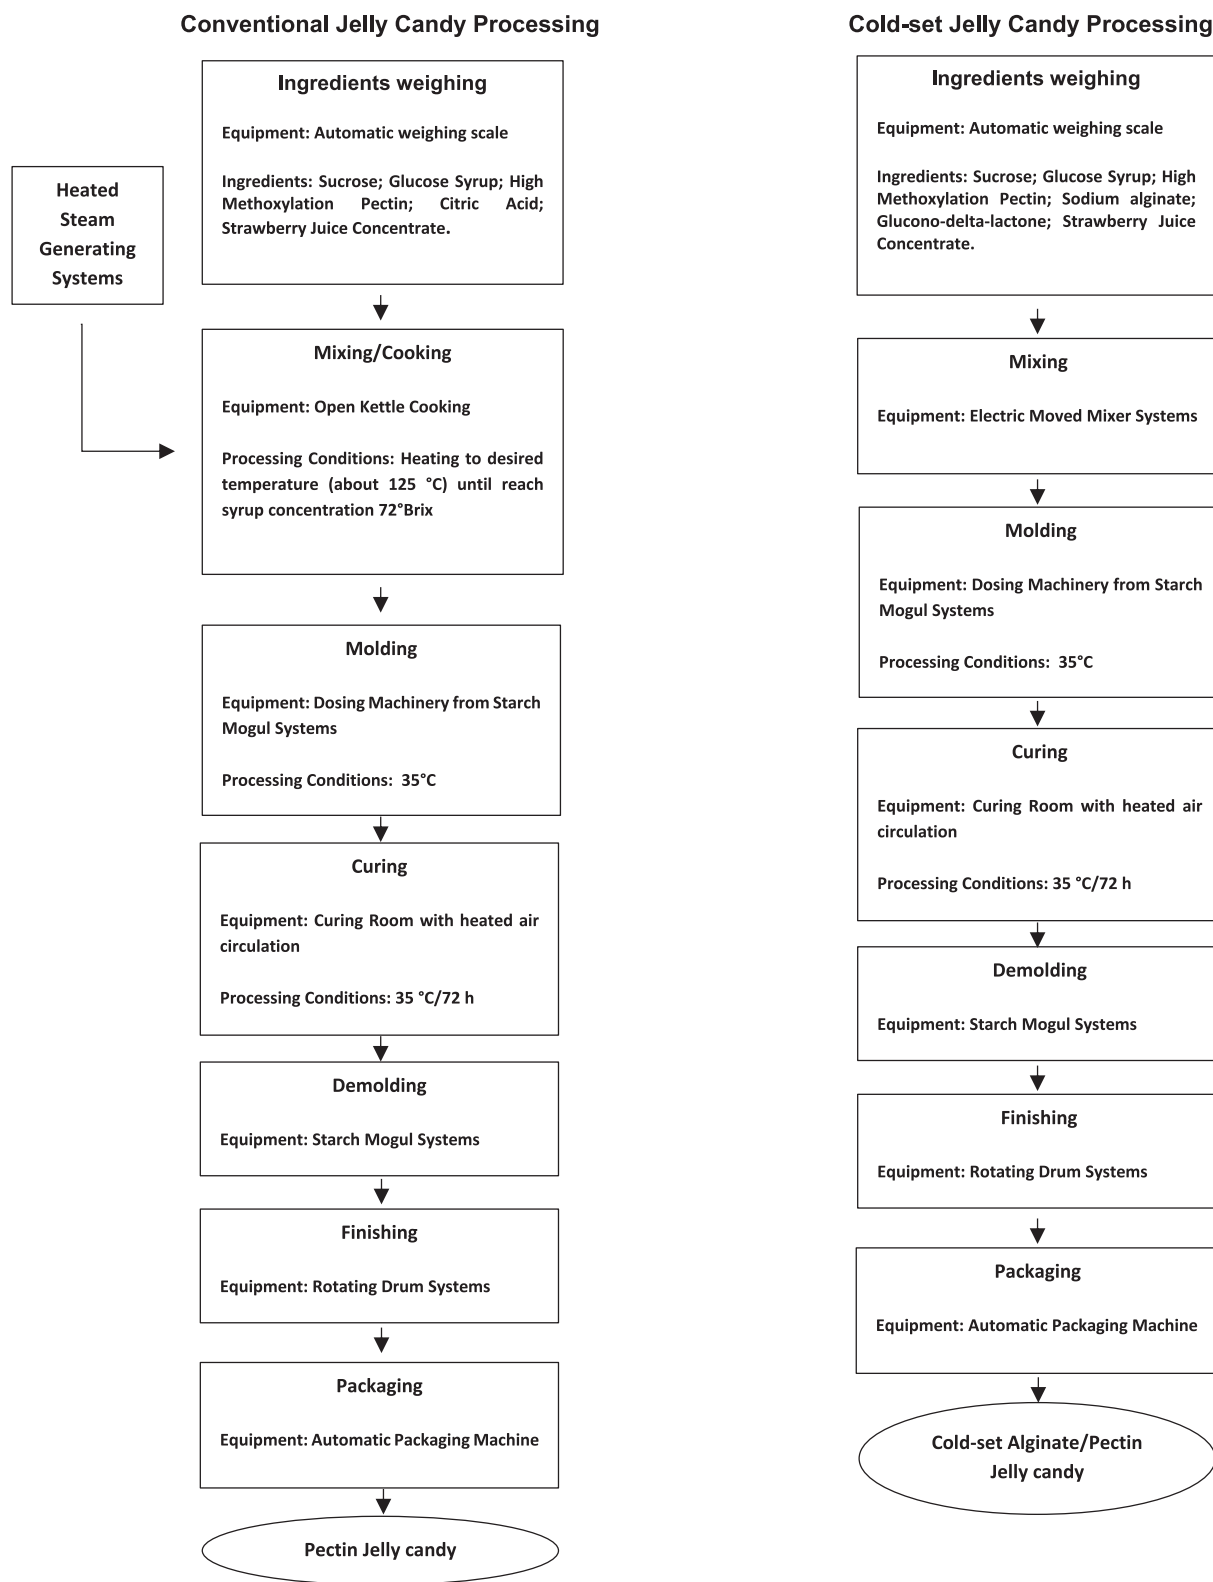 Conventional Jelly Candy Processing
Ingredients weighing
Equipment: Automatic weighing scale
Ingredients: Sucrose; Glucose Syrup; High
Methoxylation Pectin; Citric Acid;
Strawberry Juice Concentrate.
Heated
Steam
Generating
Systems
Mixing/Cooking
Equipment: Open Kettle Cooking
Processing Conditions: Heating to desired
temperature (about 125 °C) until reach
syrup concentration 72°Brix
Molding
Equipment: Dosing Machinery from Starch
Mogul Systems
Processing Conditions: 35°C
Curing
Equipment: Curing Room with heated air
circulation
Processing Conditions: 35 °C/72 h
Demolding
Equipment: Starch Mogul Systems
Finishing
Equipment: Rotating Drum Systems
Packaging
Equipment: Automatic Packaging Machine
Pectin Jelly candy
Cold-set Jelly Candy Processing
Ingredients weighing
Equipment: Automatic weighing scale
Ingredients: Sucrose; Glucose Syrup; High
Methoxylation Pectin; Sodium alginate;
Glucono-delta-lactone; Strawberry Juice
Concentrate.
Mixing
Equipment: Electric Moved Mixer Systems
Molding
Equipment: Dosing Machinery from Starch
Mogul Systems
Processing Conditions: 35°C
Curing
Equipment: Curing Room with heated air
circulation
Processing Conditions: 35 °C/72 h
Demolding
Equipment: Starch Mogul Systems
Finishing
Equipment: Rotating Drum Systems
Packaging
Equipment: Automatic Packaging Machine
Cold-set Alginate/Pectin
Jelly candy